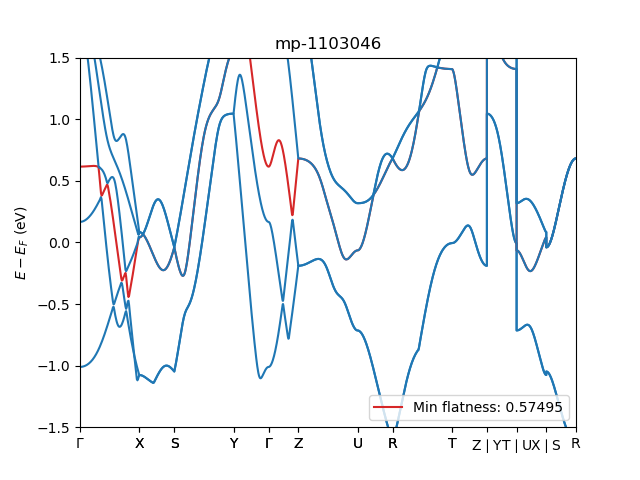 mp-1103046
E − E_F (eV)
1.5
1.0
0.5
0.0
−0.5
−1.0
−1.5
Min flatness: 0.57495
Γ X S Y Γ Z U R T Z | YT | UX | S R